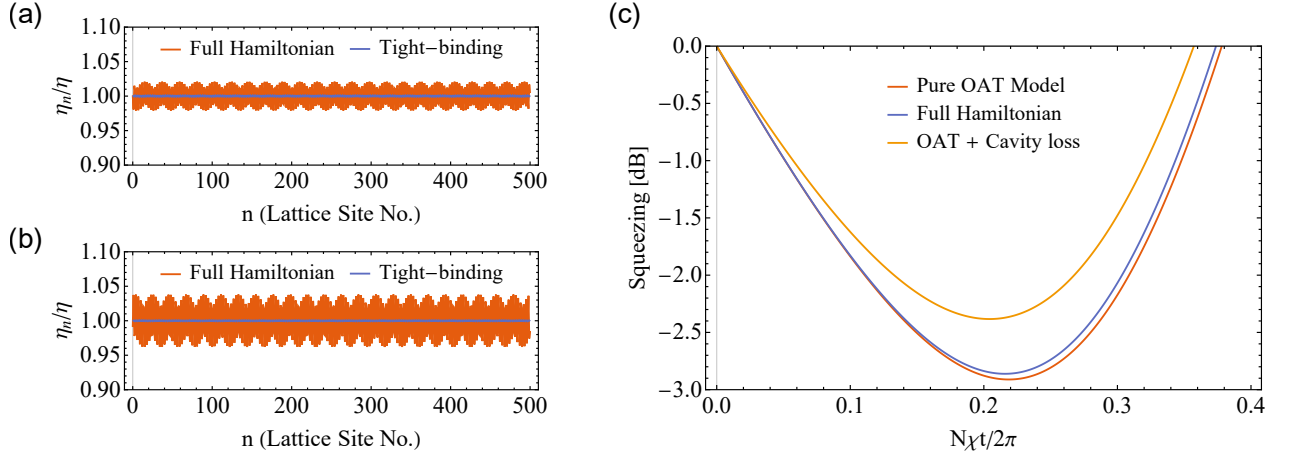 (a)
1.10
1.05
1.00
0.95
0.90
ηn/η
Full Hamiltonian
Tight−binding
0 100 200 300 400 500
n (Lattice Site No.)
(b)
1.10
1.05
1.00
0.95
0.90
ηn/η
Full Hamiltonian
Tight−binding
0 100 200 300 400 500
n (Lattice Site No.)
(c)
0.0
−0.5
−1.0
−1.5
−2.0
−2.5
−3.0
Squeezing [dB]
Pure OAT Model
Full Hamiltonian
OAT + Cavity loss
0.0 0.1 0.2 0.3 0.4
Nχt/2π